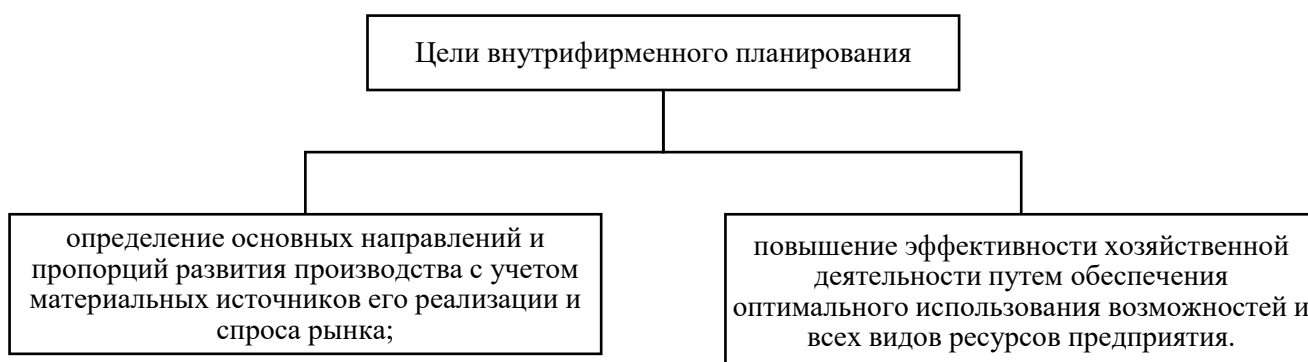 Цели внутрифирменного планирования
определение основных направлений и
пропорций развития производства с учетом
материальных источников его реализации и
спроса рынка;
повышение эффективности хозяйственной
деятельности путем обеспечения
оптимального использования возможностей и
всех видов ресурсов предприятия.